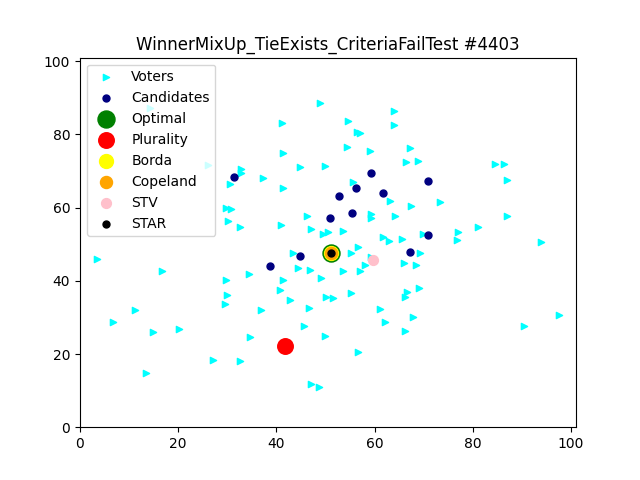 WinnerMixUp_TieExists_CriteriaFailTest #4403
100
80
60
40
20
0
Voters
Candidates
Optimal
Plurality
Borda
Copeland
STV
STAR
0 20 40 60 80 100